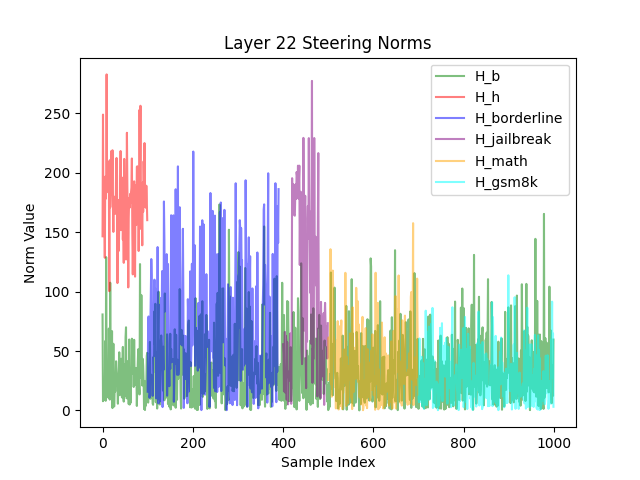 Layer 22 Steering Norms
H_b
H_h
H_borderline
H_jailbreak
H_math
H_gsm8k
Norm Value
250
200
150
100
50
0
0
200
400
600
800
1000
Sample Index